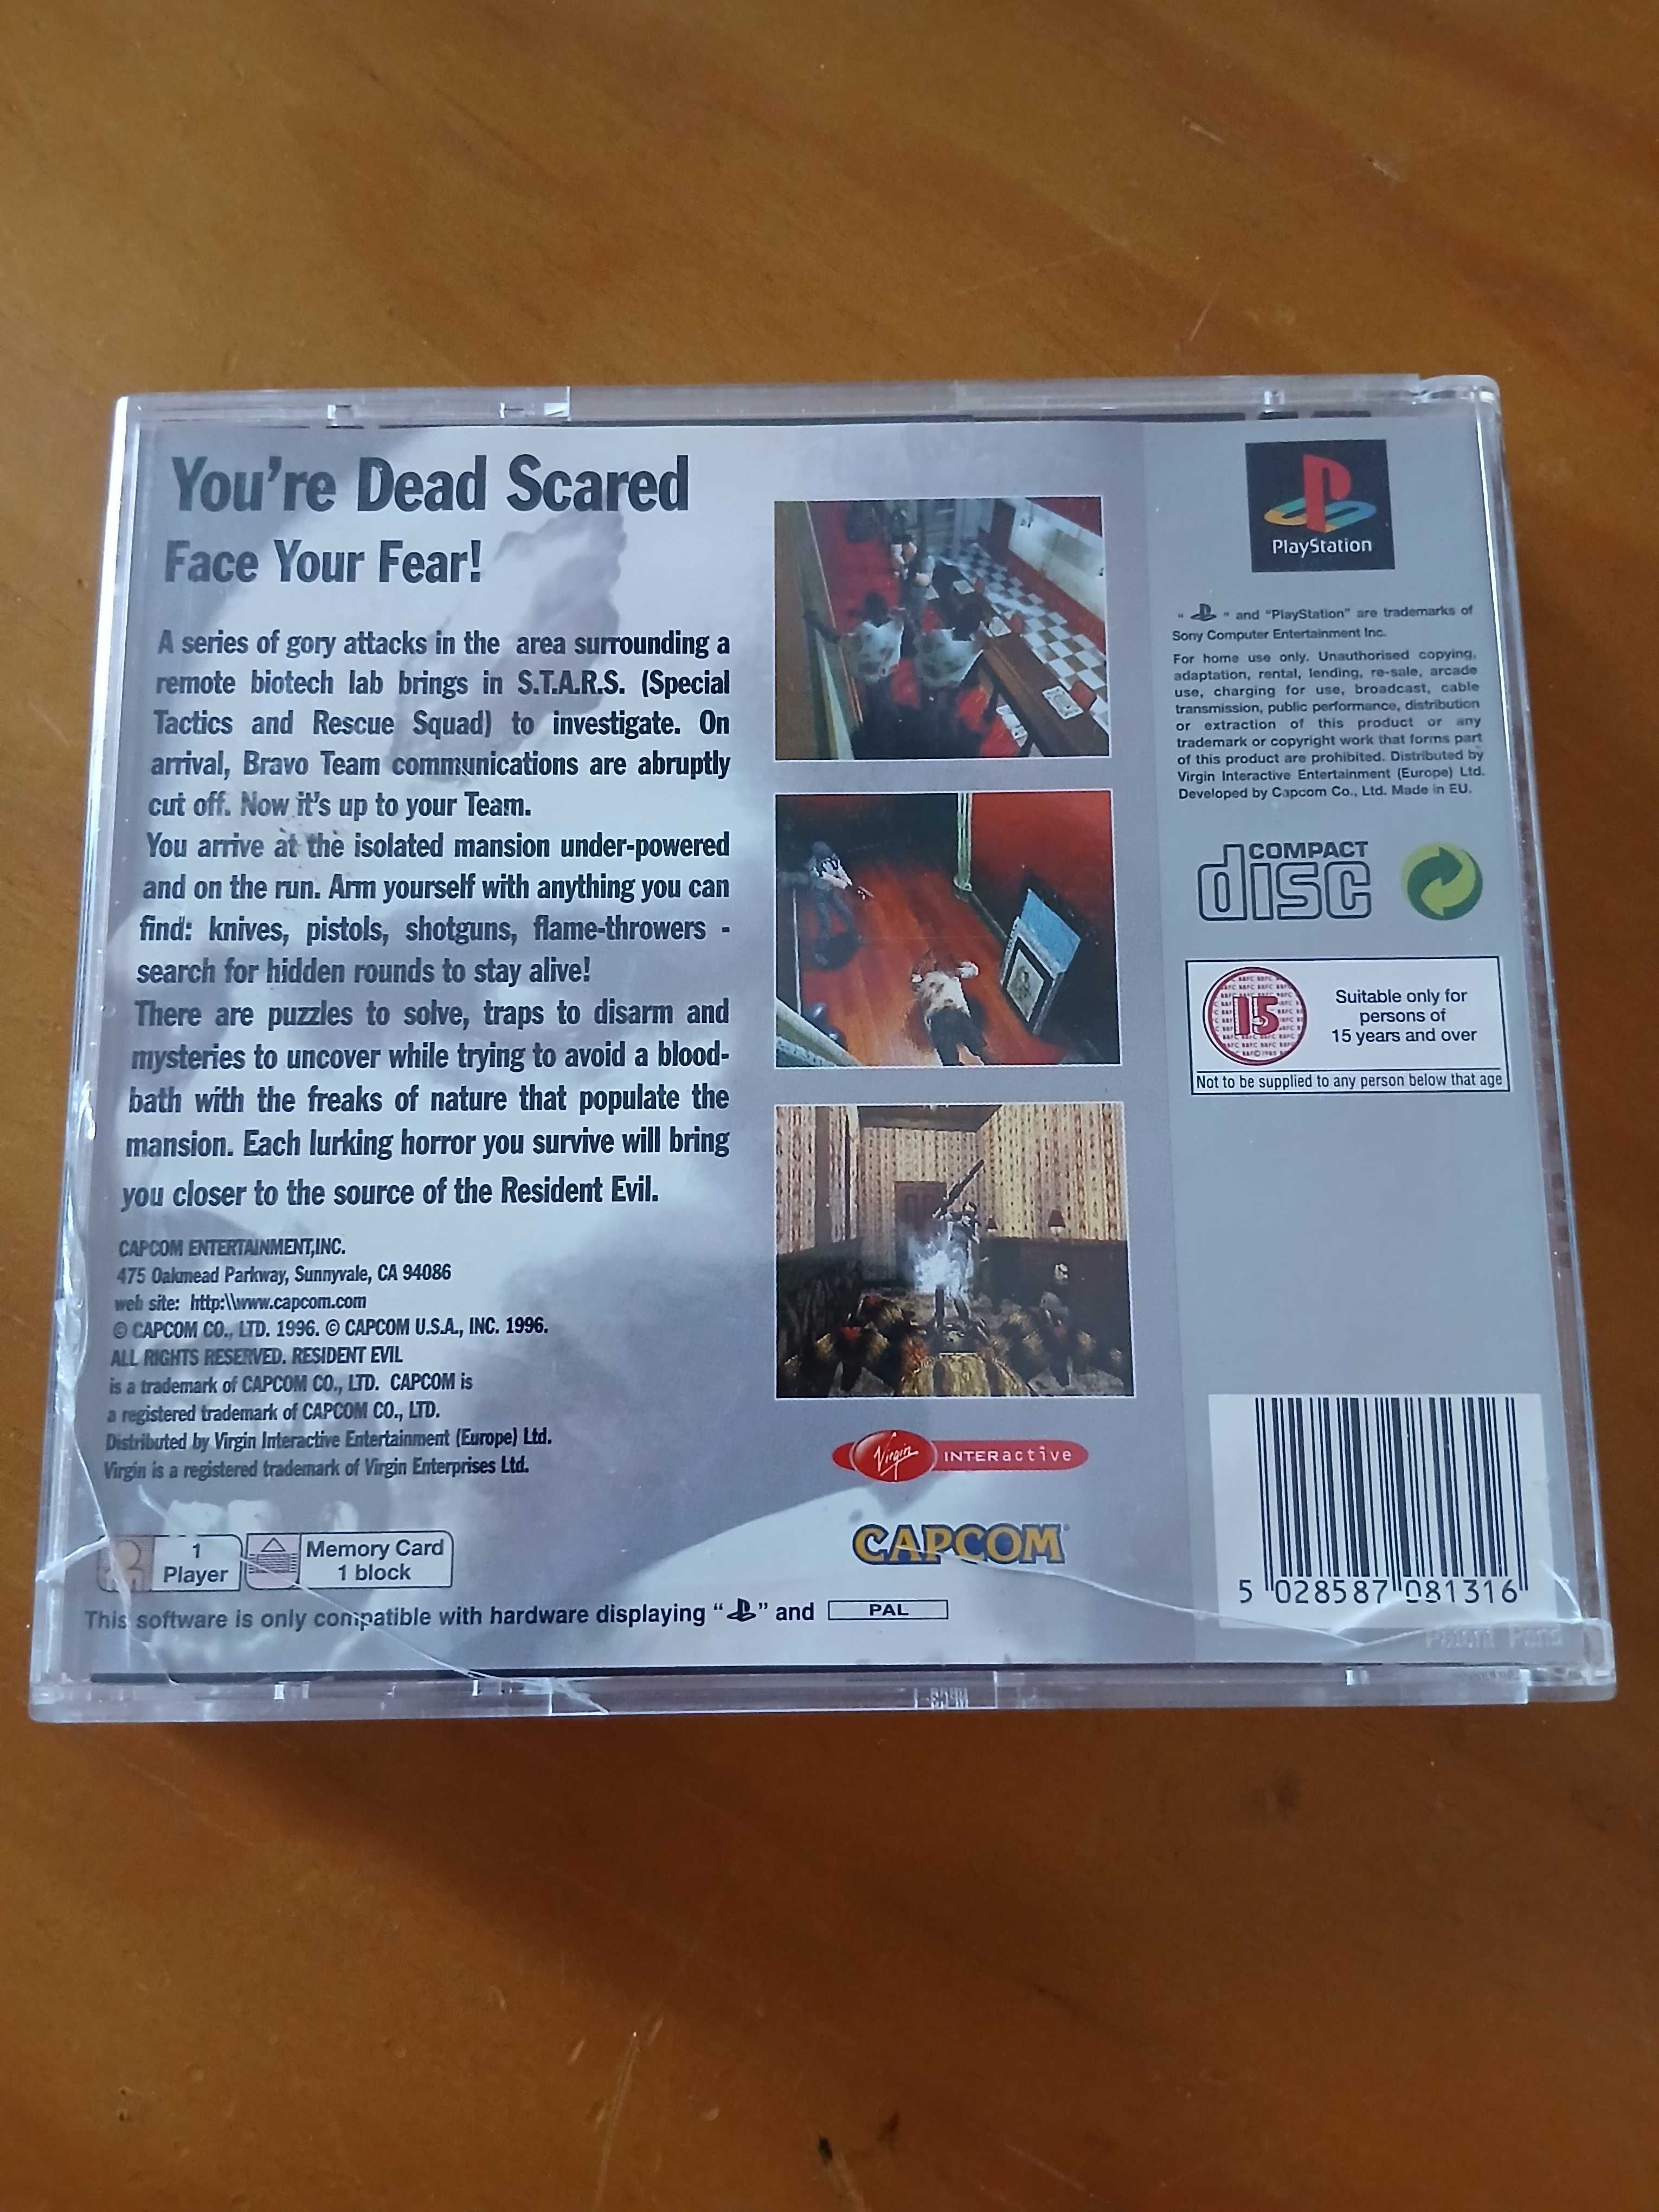 You're Dead Scared
Face Your Fear!
A series of gory attacks in the area surrounding a
remote biotech lab brings in S.T.A.R.S. (Special
Tactics and Rescue Squad) to investigate. On
arrival, Bravo Team communications are abruptly
cut off. Now it's up to your Team.
You arrive at the isolated mansion under-powered
and on the run. Arm yourself with anything you can
find: knives, pistols, shotguns, flame-throwers -
search for hidden rounds to stay alive!
There are puzzles to solve, traps to disarm and
mysteries to uncover while trying to avoid a blood-
bath with the freaks of nature that populate the
mansion. Each lurking horror you survive will bring
you closer to the source of the Resident Evil.
CAPCOM ENTERTAINMENT,INC.
475 Oakmead Parkway, Sunnyvale, CA 94086
web site: http:\\www.capcom.com
© CAPCOM CO., LTD. 1996. © CAPCOM U.S.A., INC. 1996.
ALL RIGHTS RESERVED. RESIDENT EVIL
is a trademark of CAPCOM CO., LTD. CAPCOM is
a registered trademark of CAPCOM CO., LTD.
Distributed by Virgin Interactive Entertainment (Europe) Ltd.
Virgin is a registered trademark of Virgin Enterprises Ltd.
1
Player
Memory Card
1 block
This software is only compatible with hardware displaying " " and PAL
Virgin INTERactive
CAPCOM
PlayStation
" " and "PlayStation" are trademarks of
Sony Computer Entertainment Inc.
For home use only. Unauthorised copying,
adaptation, rental, lending, re-sale, arcade
use, charging for use, broadcast, cable
transmission, public performance, distribution
or extraction of this product or any
trademark or copyright work that forms part
of this product are prohibited. Distributed by
Virgin Interactive Entertainment (Europe) Ltd.
Developed by Capcom Co., Ltd. Made in EU.
COMPACT
disc
15
Suitable only for
persons of
15 years and over
Not to be supplied to any person below that age
5 028587 081316